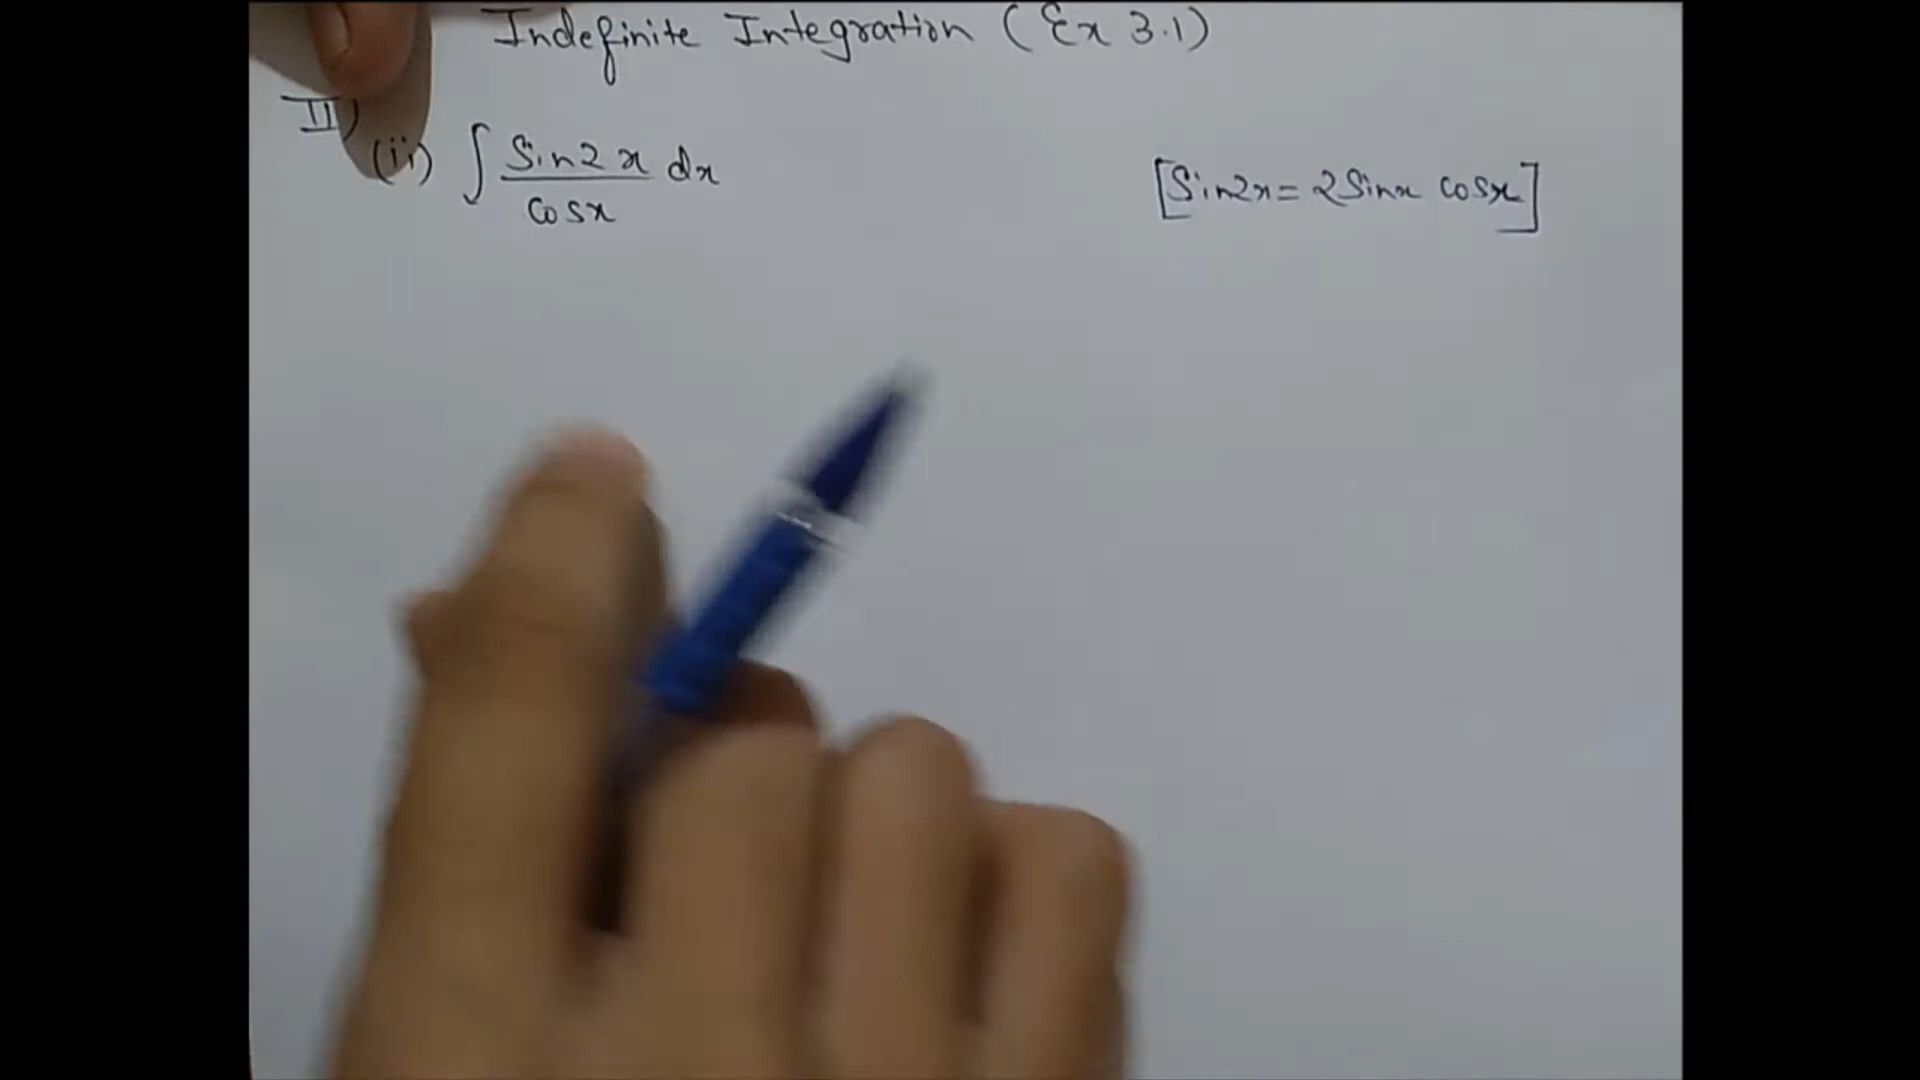 Indefinite Integration (Ex 3.1)
II)
(ii) ∫ Sin2x/cosx dx
[Sin2x = 2Sinx cosx]